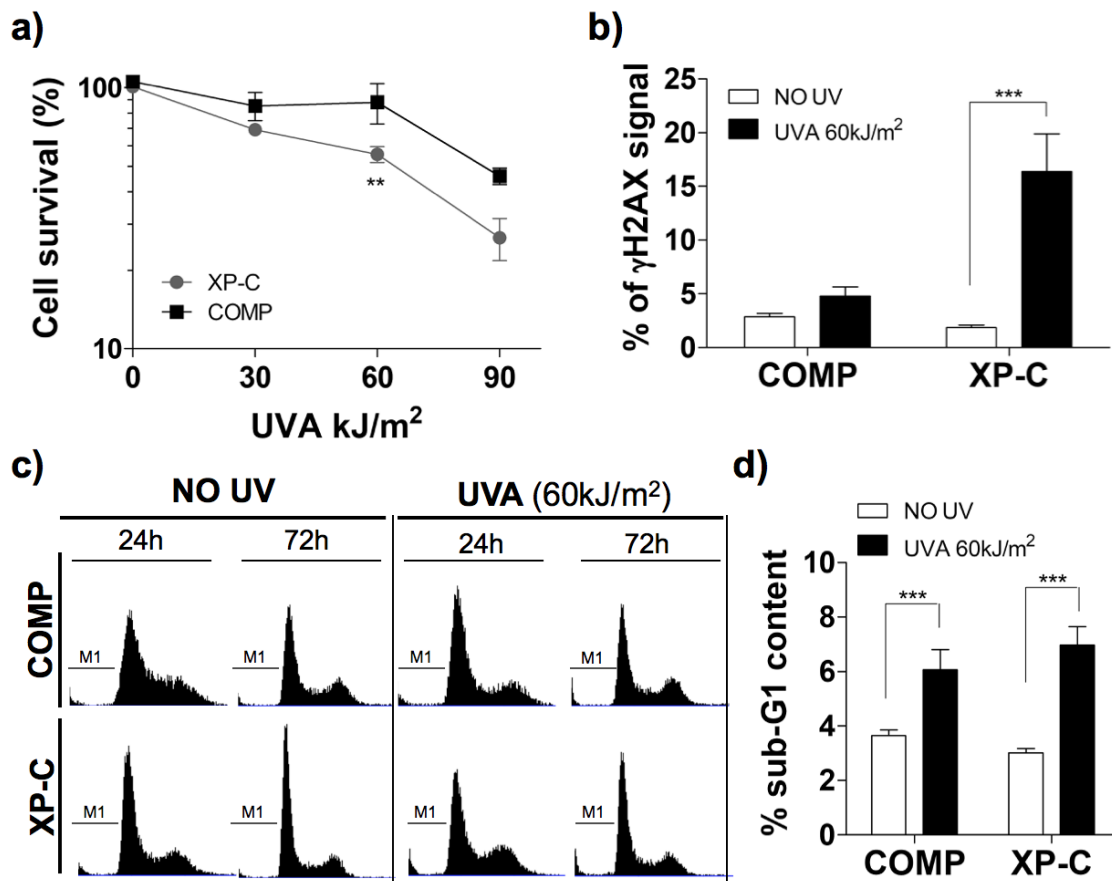 a)
Cell survival (%)
100
10
XP-C
COMP
**
0 30 60 90
UVA kJ/m²
b)
% of γH2AX signal
25
20
15
10
5
0
NO UV
UVA 60kJ/m²
***
COMP XP-C
c)
NO UV UVA (60kJ/m²)
24h 72h 24h 72h
COMP
M1 M1 M1 M1
XP-C
M1 M1 M1 M1
d)
% sub-G1 content
10
8
6
4
2
0
NO UV
UVA 60kJ/m²
*** ***
COMP XP-C